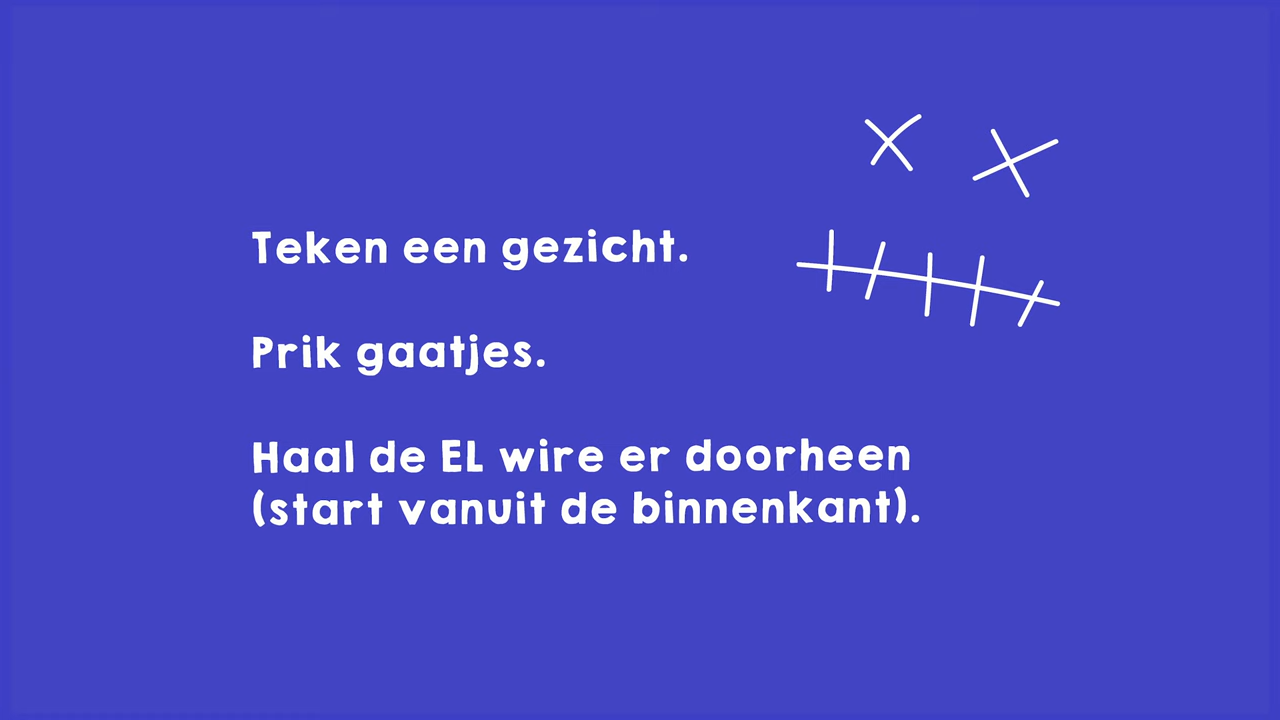 Teken een gezicht.
Prik gaatjes.
Haal de EL wire er doorheen
(start vanuit de binnenkant).